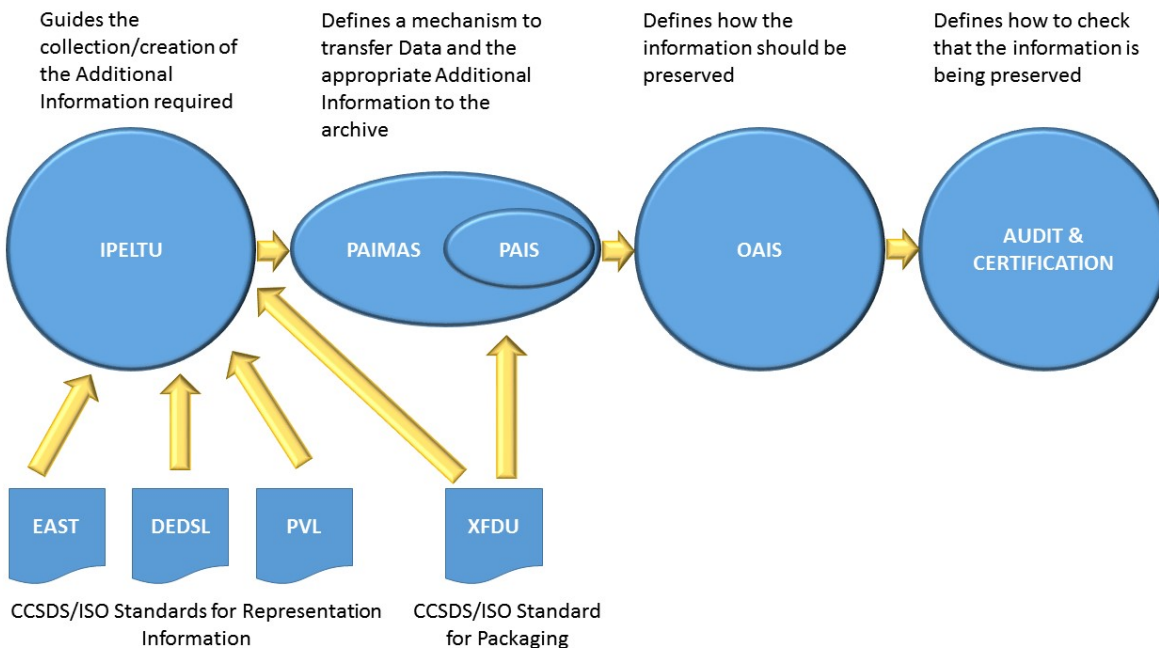 Guides the
collection/creation of
the Additional
Information required
Defines a mechanism to
transfer Data and the
appropriate Additional
Information to the
archive
Defines how the
information should be
preserved
Defines how to check
that the information is
being preserved
IPELTU
PAIMAS
PAIS
OAIS
AUDIT &
CERTIFICATION
EAST
DEDSL
PVL
XFDU
CCSDS/ISO Standards for Representation
Information
CCSDS/ISO Standard
for Packaging